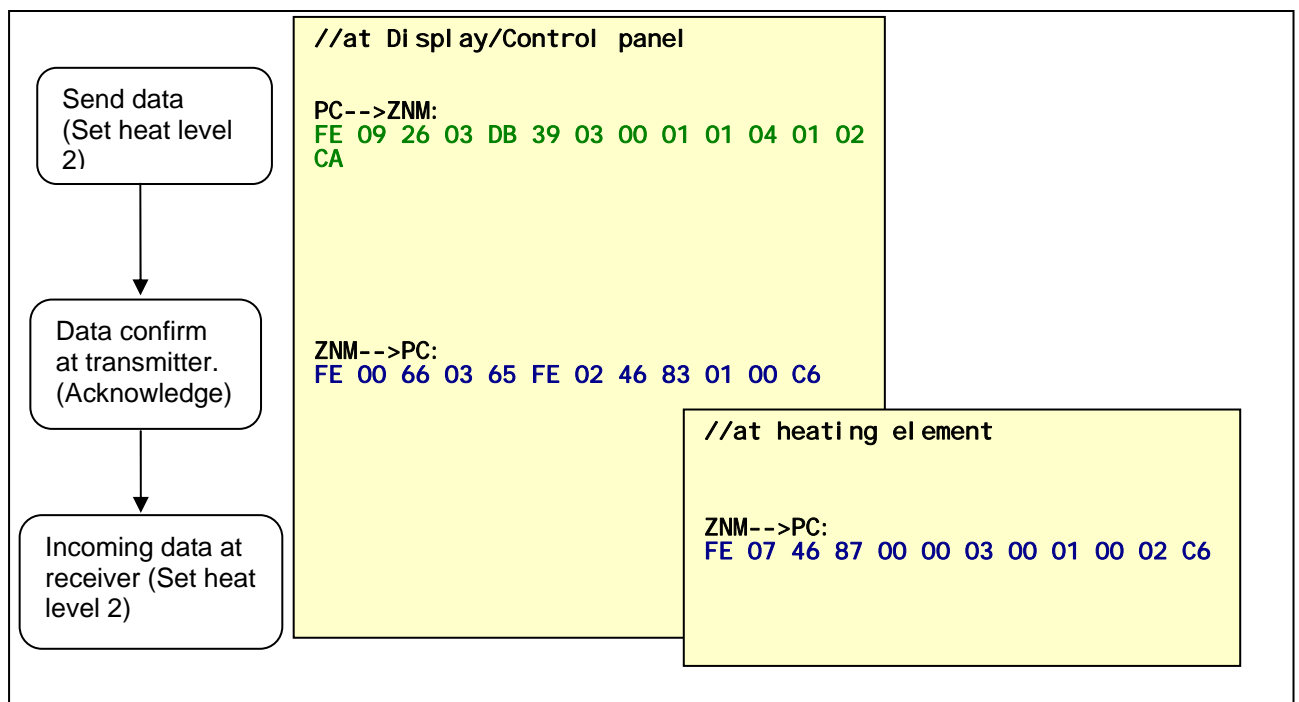 //at Display/Control panel
Send data
(Set heat level
2)
PC-->ZNM:
FE 09 26 03 DB 39 03 00 01 01 04 01 02
CA
Data confirm
at transmitter.
(Acknowledge)
ZNM-->PC:
FE 00 66 03 65 FE 02 46 83 01 00 C6
//at heating element
Incoming data at
receiver (Set heat
level 2)
ZNM-->PC:
FE 07 46 87 00 00 03 00 01 00 02 C6